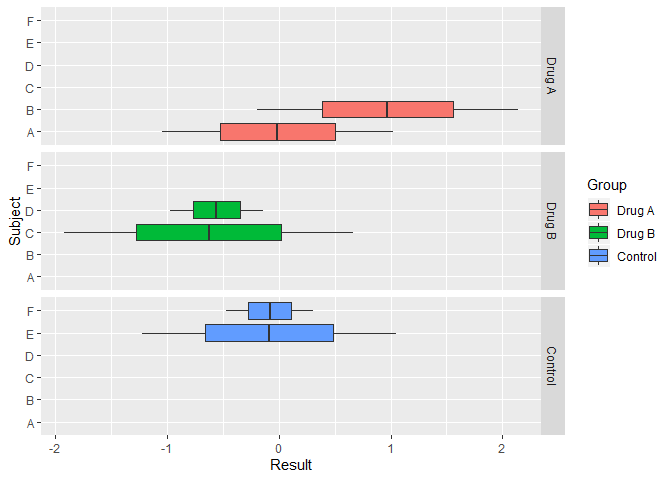 F
E
D
C
B
A
Drug A
F
E
D
C
B
A
Drug B
F
E
D
C
B
A
Control
-2 -1 0 1 2
Result
Subject
Group
Drug A
Drug B
Control